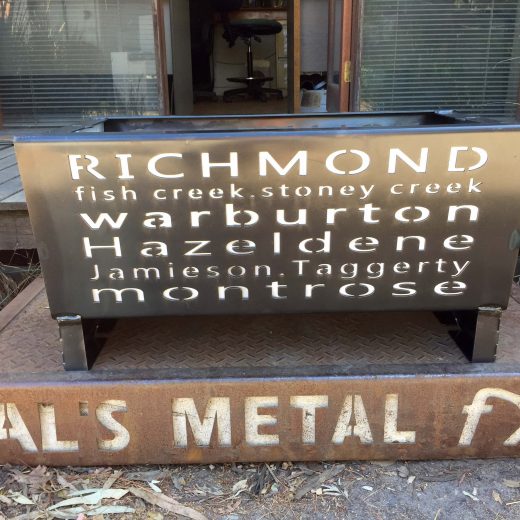 RICHMOND
fish creek.stoney creek
warburton
Hazeldene
Jamieson.Taggerty
montrose
AL'S METAL fx